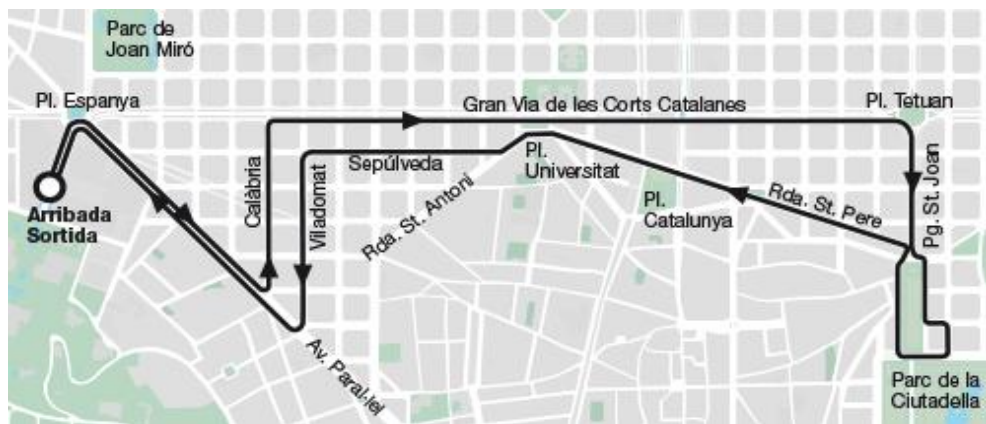 Parc de
Joan Miró
Pl. Espanya
Gran Via de les Corts Catalanes
Pl. Tetuan
Arribada
Sortida
Calàbria
Viladomat
Sepúlveda
Rda. St. Antoni
Pl.
Universitat
Pl.
Catalunya
Rda. St. Pere
Pg. St. Joan
Av. Paral·lel
Parc de la
Ciutadella